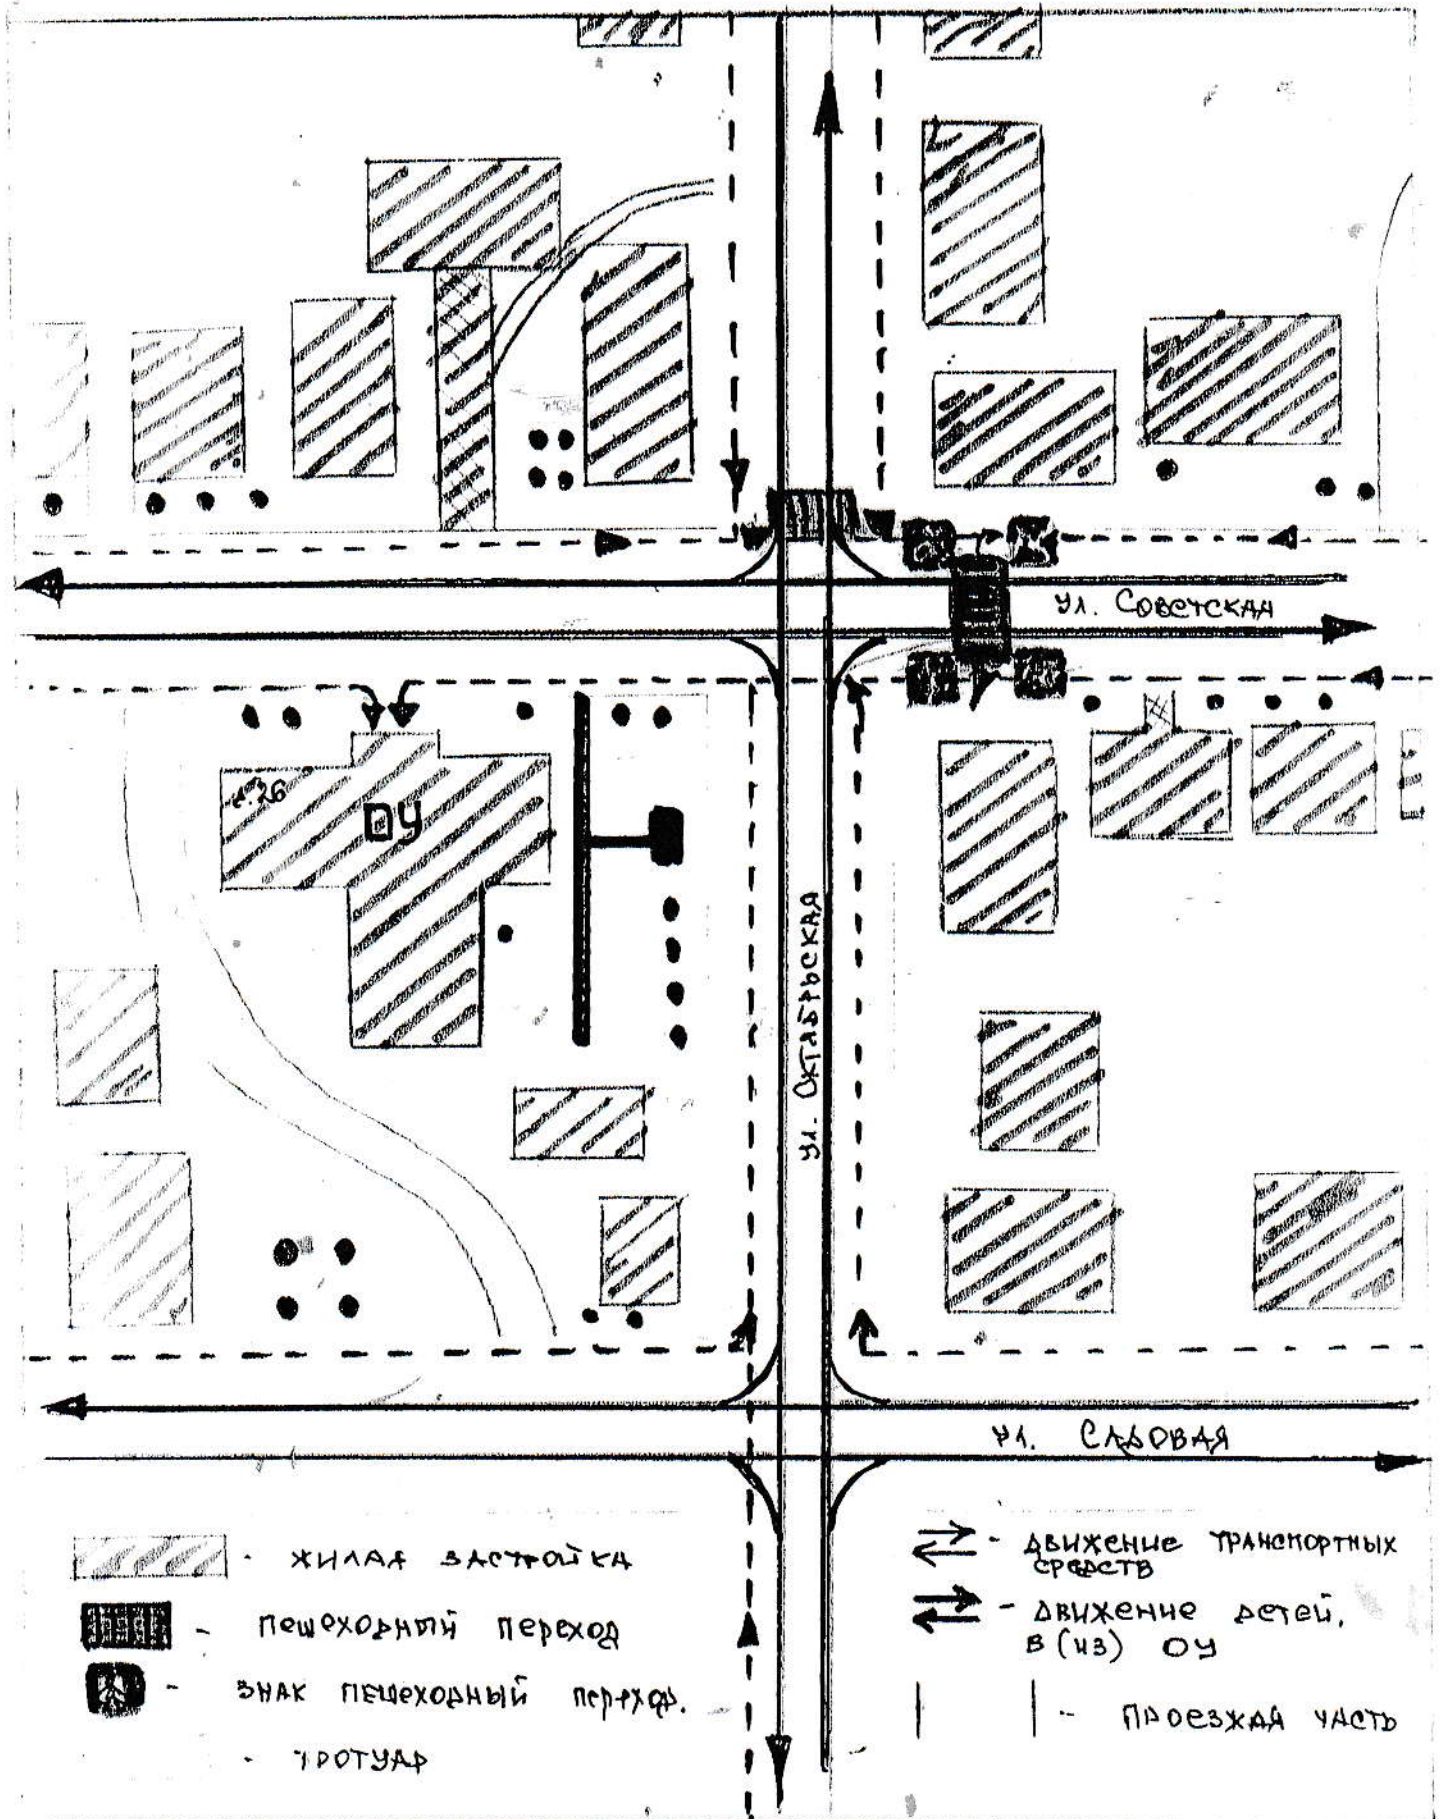 ул. Советская
д. 26
ОУ
ул. Октябрьская
ул. Садовая
- жилая застройка
- пешеходный переход
- знак пешеходный переход.
- тротуар
- движение транспортных
средств
- движение детей.
в (из) ОУ
- проезжая часть